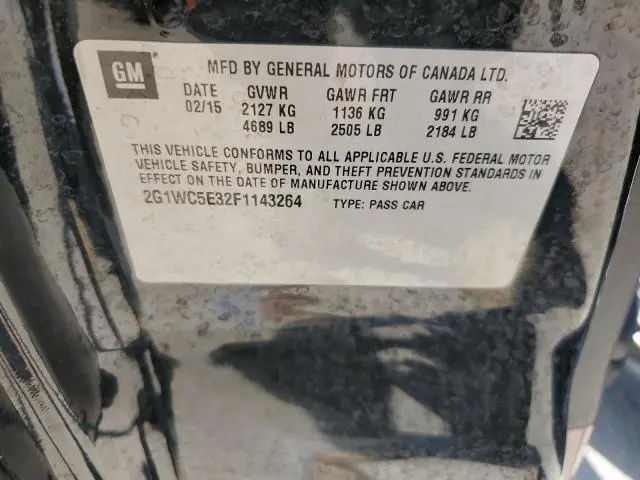 GM
MFD BY GENERAL MOTORS OF CANADA LTD.
DATE GVWR GAWR FRT GAWR RR
02/15 2127 KG 1136 KG 991 KG
4689 LB 2505 LB 2184 LB
THIS VEHICLE CONFORMS TO ALL APPLICABLE U.S. FEDERAL MOTOR
VEHICLE SAFETY, BUMPER, AND THEFT PREVENTION STANDARDS IN
EFFECT ON THE DATE OF MANUFACTURE SHOWN ABOVE.
2G1WC5E32F1143264 TYPE: PASS CAR